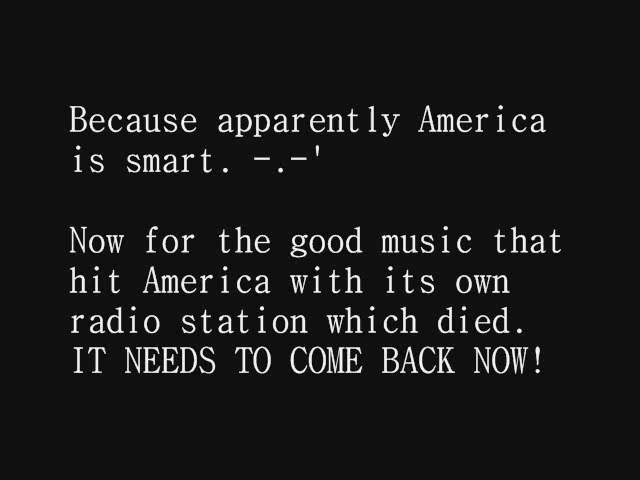 Because apparently America
is smart. -.-'
Now for the good music that
hit America with its own
radio station which died.
IT NEEDS TO COME BACK NOW!